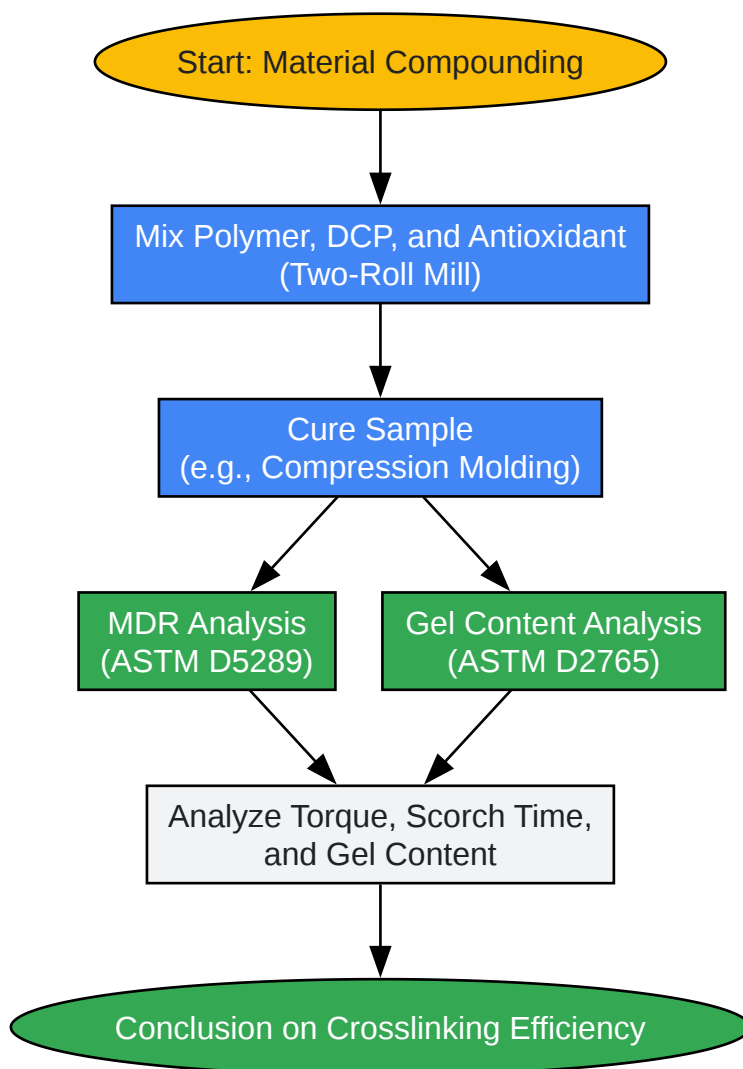 Start: Material Compounding
Mix Polymer, DCP, and Antioxidant
(Two-Roll Mill)
Cure Sample
(e.g., Compression Molding)
MDR Analysis
(ASTM D5289)
Gel Content Analysis
(ASTM D2765)
Analyze Torque, Scorch Time,
and Gel Content
Conclusion on Crosslinking Efficiency